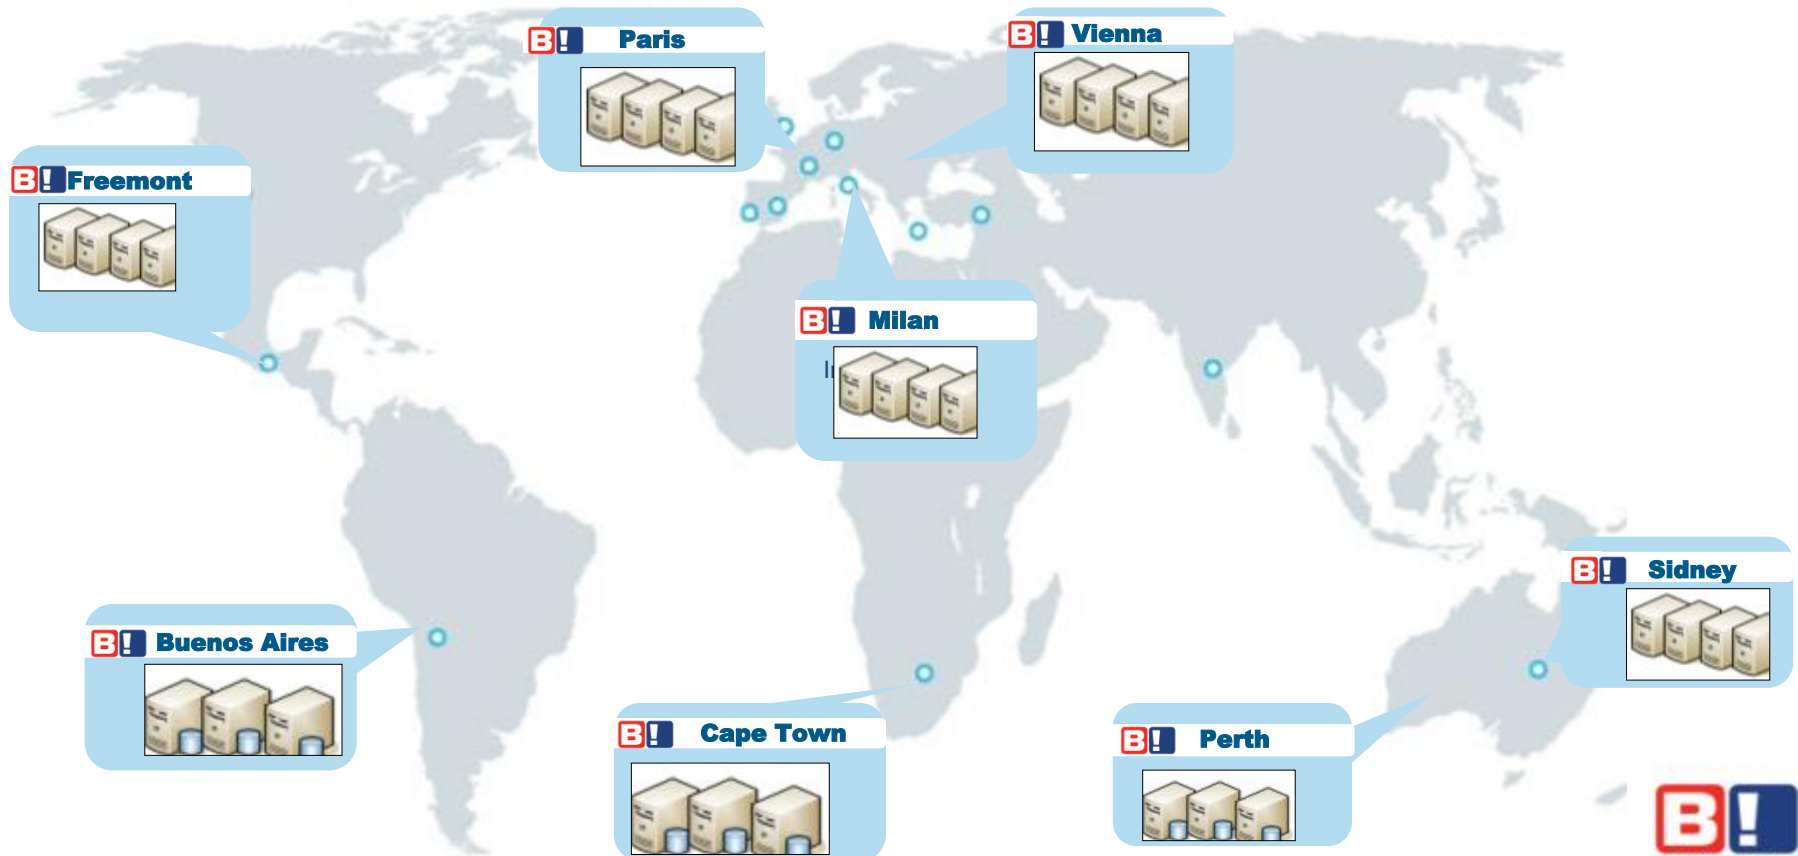 B! Paris
B! Vienna
B! Freemont
B! Milan
B! Sidney
B! Buenos Aires
B! Cape Town
B! Perth
B!